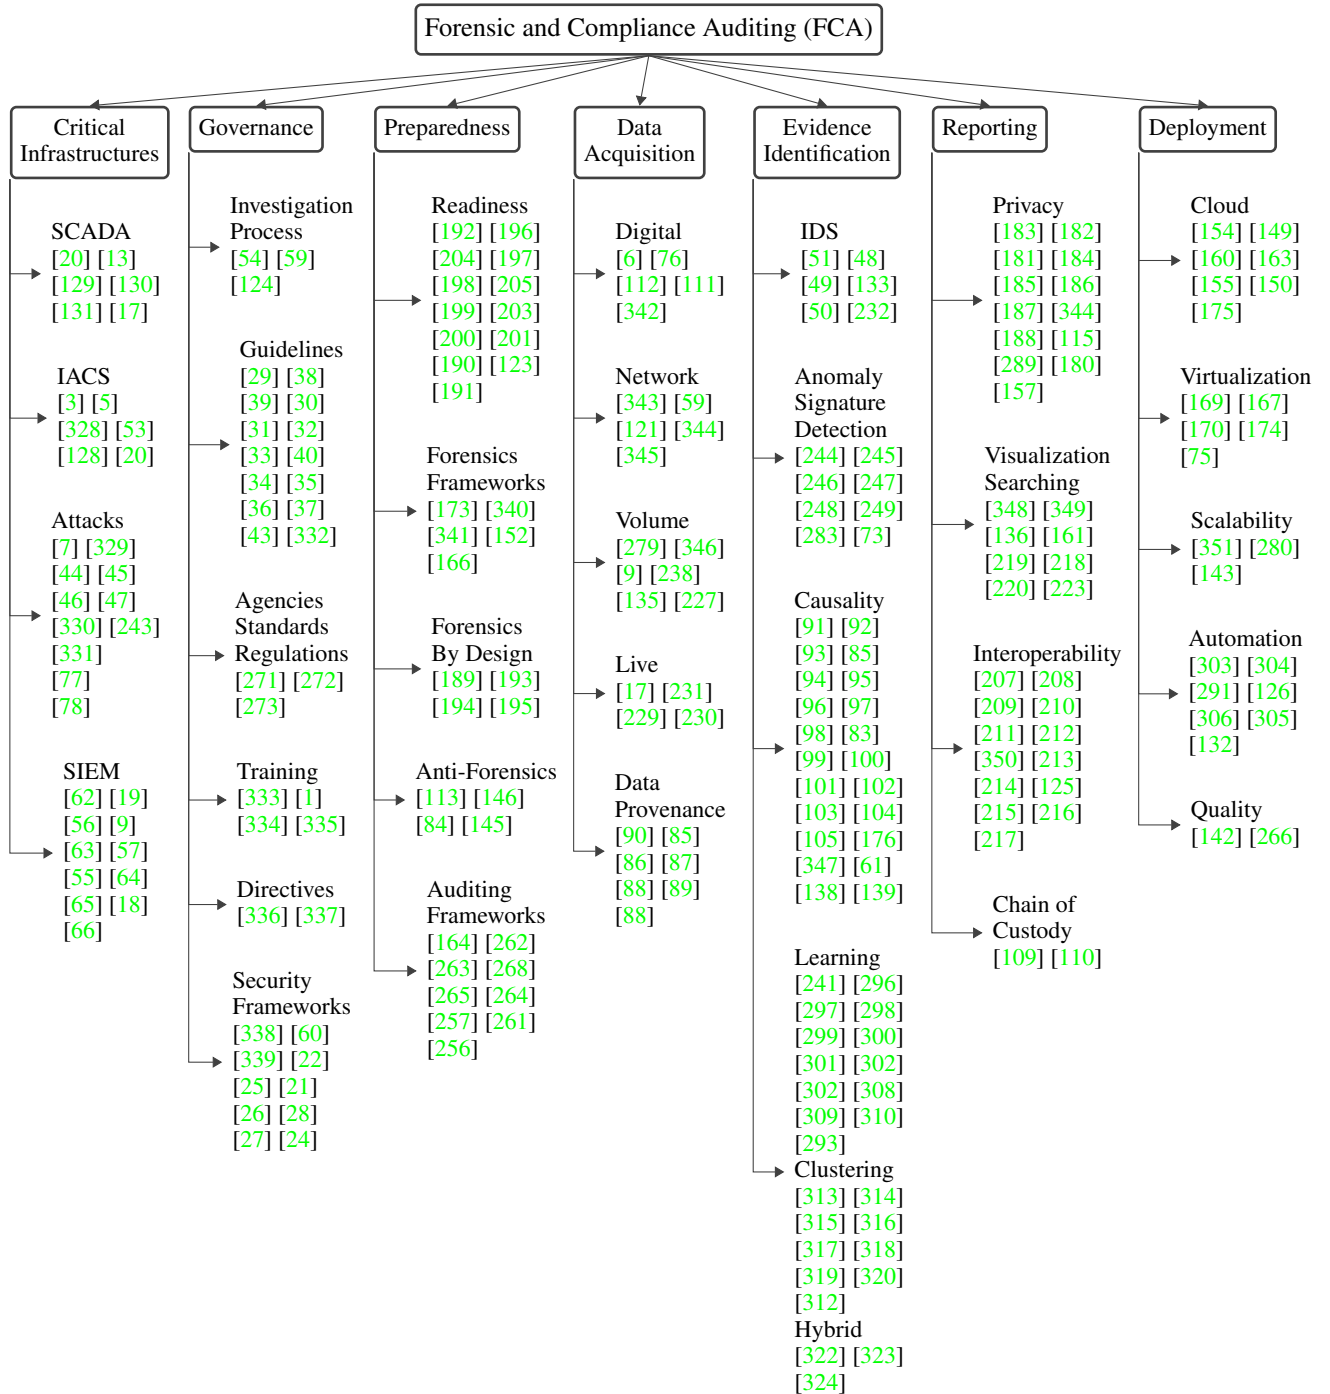 Forensic and Compliance Auditing (FCA)
Critical
Infrastructures
SCADA
[20] [13]
[129] [130]
[131] [17]
IACS
[3] [5]
[328] [53]
[128] [20]
Attacks
[7] [329]
[44] [45]
[46] [47]
[330] [243]
[331]
[77]
[78]
SIEM
[62] [19]
[56] [9]
[63] [57]
[55] [64]
[65] [18]
[66]
Governance
Investigation
Process
[54] [59]
[124]
Guidelines
[29] [38]
[39] [30]
[31] [32]
[33] [40]
[34] [35]
[36] [37]
[43] [332]
Agencies
Standards
Regulations
[271] [272]
[273]
Training
[333] [1]
[334] [335]
Directives
[336] [337]
Security
Frameworks
[338] [60]
[339] [22]
[25] [21]
[26] [28]
[27] [24]
Preparedness
Readiness
[192] [196]
[204] [197]
[198] [205]
[199] [203]
[200] [201]
[190] [123]
[191]
Forensics
Frameworks
[173] [340]
[341] [152]
[166]
Forensics
By Design
[189] [193]
[194] [195]
Anti-Forensics
[113] [146]
[84] [145]
Auditing
Frameworks
[164] [262]
[263] [268]
[265] [264]
[257] [261]
[256]
Data
Acquisition
Digital
[6] [76]
[112] [111]
[342]
Network
[343] [59]
[121] [344]
[345]
Volume
[279] [346]
[9] [238]
[135] [227]
Live
[17] [231]
[229] [230]
Data
Provenance
[90] [85]
[86] [87]
[88] [89]
[88]
Evidence
Identification
IDS
[51] [48]
[49] [133]
[50] [232]
Anomaly
Signature
Detection
[244] [245]
[246] [247]
[248] [249]
[283] [73]
Causality
[91] [92]
[93] [85]
[94] [95]
[96] [97]
[98] [83]
[99] [100]
[101] [102]
[103] [104]
[105] [176]
[347] [61]
[138] [139]
Learning
[241] [296]
[297] [298]
[299] [300]
[301] [302]
[302] [308]
[309] [310]
[293]
Clustering
[313] [314]
[315] [316]
[317] [318]
[319] [320]
[312]
Hybrid
[322] [323]
[324]
Reporting
Privacy
[183] [182]
[181] [184]
[185] [186]
[187] [344]
[188] [115]
[289] [180]
[157]
Visualization
Searching
[348] [349]
[136] [161]
[219] [218]
[220] [223]
Interoperability
[207] [208]
[209] [210]
[211] [212]
[350] [213]
[214] [125]
[215] [216]
[217]
Chain of
Custody
[109] [110]
Deployment
Cloud
[154] [149]
[160] [163]
[155] [150]
[175]
Virtualization
[169] [167]
[170] [174]
[75]
Scalability
[351] [280]
[143]
Automation
[303] [304]
[291] [126]
[306] [305]
[132]
Quality
[142] [266]